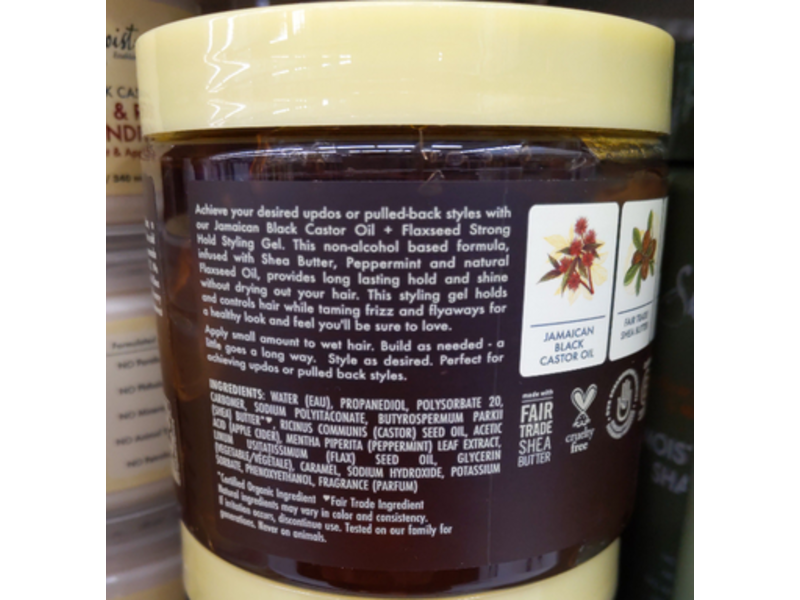 Achieve your desired updos or pulled-back styles with
our Jamaican Black Castor Oil + Flaxseed Strong
Hold Styling Gel. This non-alcohol based formula,
infused with Shea Butter, Peppermint and natural
Flaxseed Oil, provides long lasting hold and shine
without drying out your hair. This styling gel holds
and controls hair while taming frizz and flyaways for
a healthy look and feel you'll be sure to love.
Apply small amount to wet hair. Build as needed - a
little goes a long way. Style as desired. Perfect for
achieving updos or pulled back styles.
INGREDIENTS: WATER (EAU), PROPANEDIOL, POLYSORBATE 20,
CARBOMER, SODIUM POLYITACONATE, BUTYROSPERMUM PARKII
(SHEA) BUTTER*♥, RICINUS COMMUNIS (CASTOR) SEED OIL, ACETIC
ACID (APPLE CIDER), MENTHA PIPERITA (PEPPERMINT) LEAF EXTRACT,
LINUM USITATISSIMUM (FLAX) SEED OIL, GLYCERIN
(VEGETABLE/VÉGÉTALE), CARAMEL, SODIUM HYDROXIDE, POTASSIUM
SORBATE, PHENOXYETHANOL, FRAGRANCE (PARFUM)
*Certified Organic Ingredient ♥Fair Trade Ingredient
Natural ingredients may vary in color and consistency.
If irritation occurs, discontinue use. Tested on our family for
generations. Never on animals.
JAMAICAN
BLACK
CASTOR OIL
FAIR TRADE
SHEA BUTTER
made with
FAIR
TRADE
SHEA
BUTTER
cruelty
free